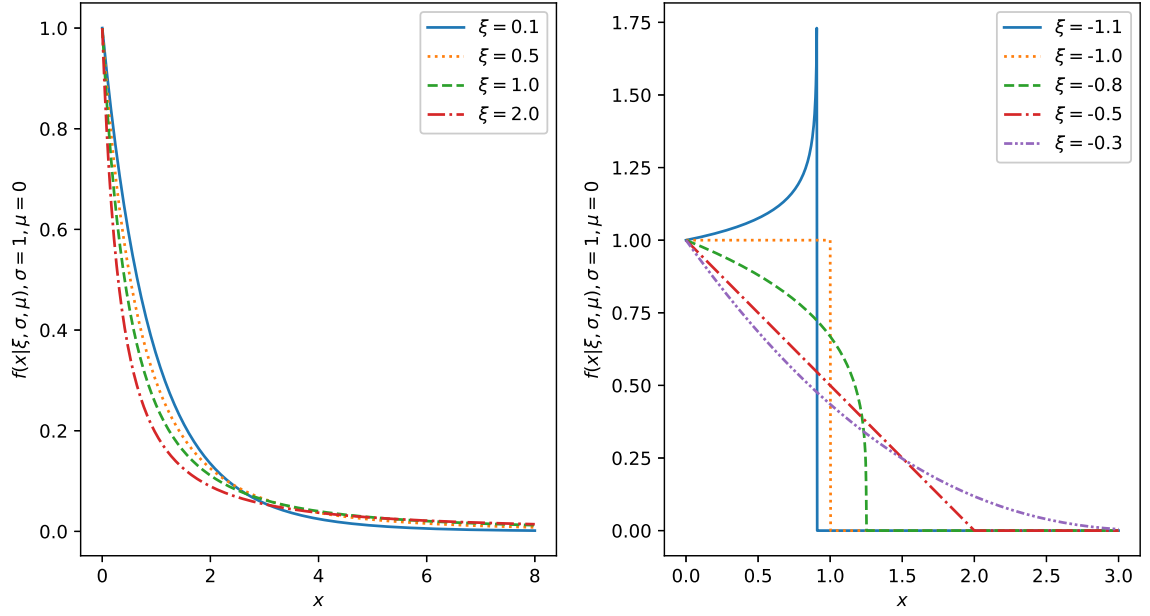 f(x|ξ, σ, μ), σ = 1, μ = 0
1.0
0.8
0.6
0.4
0.2
0.0
0 2 4 6 8
x
ξ = 0.1
ξ = 0.5
ξ = 1.0
ξ = 2.0
f(x|ξ, σ, μ), σ = 1, μ = 0
1.75
1.50
1.25
1.00
0.75
0.50
0.25
0.00
0.0 0.5 1.0 1.5 2.0 2.5 3.0
x
ξ = -1.1
ξ = -1.0
ξ = -0.8
ξ = -0.5
ξ = -0.3